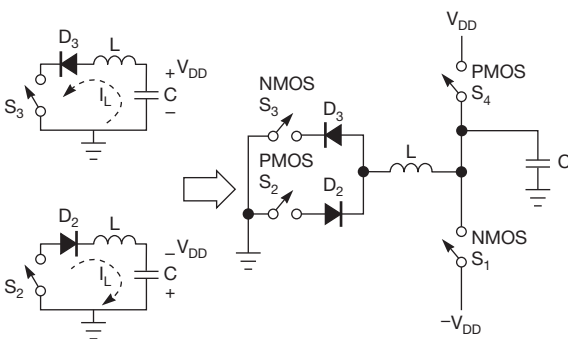 D3
L
+ VDD
S3
IL
C
−
D2
L
− VDD
S2
IL
C
+
NMOS
S3
D3
PMOS
S2
D2
L
VDD
PMOS
S4
C
NMOS
S1
−VDD